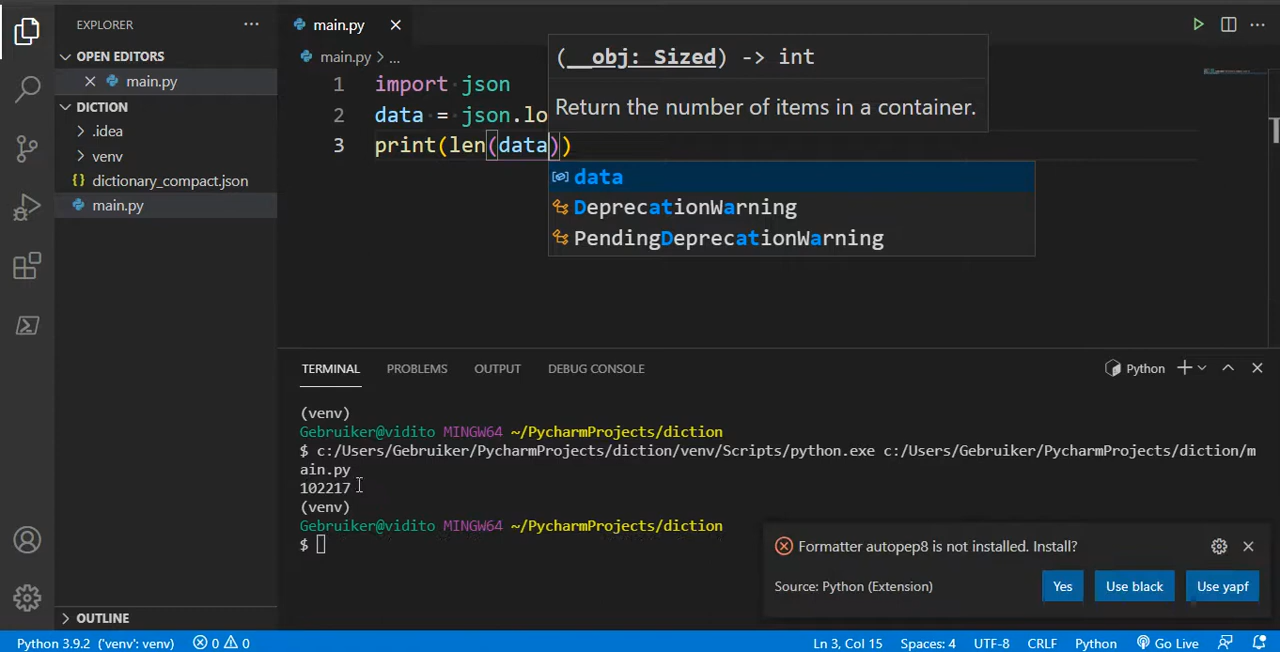 EXPLORER
OPEN EDITORS
main.py
DICTION
.idea
venv
dictionary_compact.json
main.py
OUTLINE
main.py
main.py > ...
1 import json
2 data = json.lo
3 print(len(data))
(__obj: Sized) -> int
Return the number of items in a container.
data
DeprecationWarning
PendingDeprecationWarning
TERMINAL PROBLEMS OUTPUT DEBUG CONSOLE
Python
(venv)
Gebruiker@vidito MINGW64 ~/PycharmProjects/diction
$ c:/Users/Gebruiker/PycharmProjects/diction/venv/Scripts/python.exe c:/Users/Gebruiker/PycharmProjects/diction/m
ain.py
102217
(venv)
Gebruiker@vidito MINGW64 ~/PycharmProjects/diction
$
Formatter autopep8 is not installed. Install?
Source: Python (Extension)
Yes Use black Use yapf
Python 3.9.2 ('venv': venv) 0 0 Ln 3, Col 15 Spaces: 4 UTF-8 CRLF Python Go Live